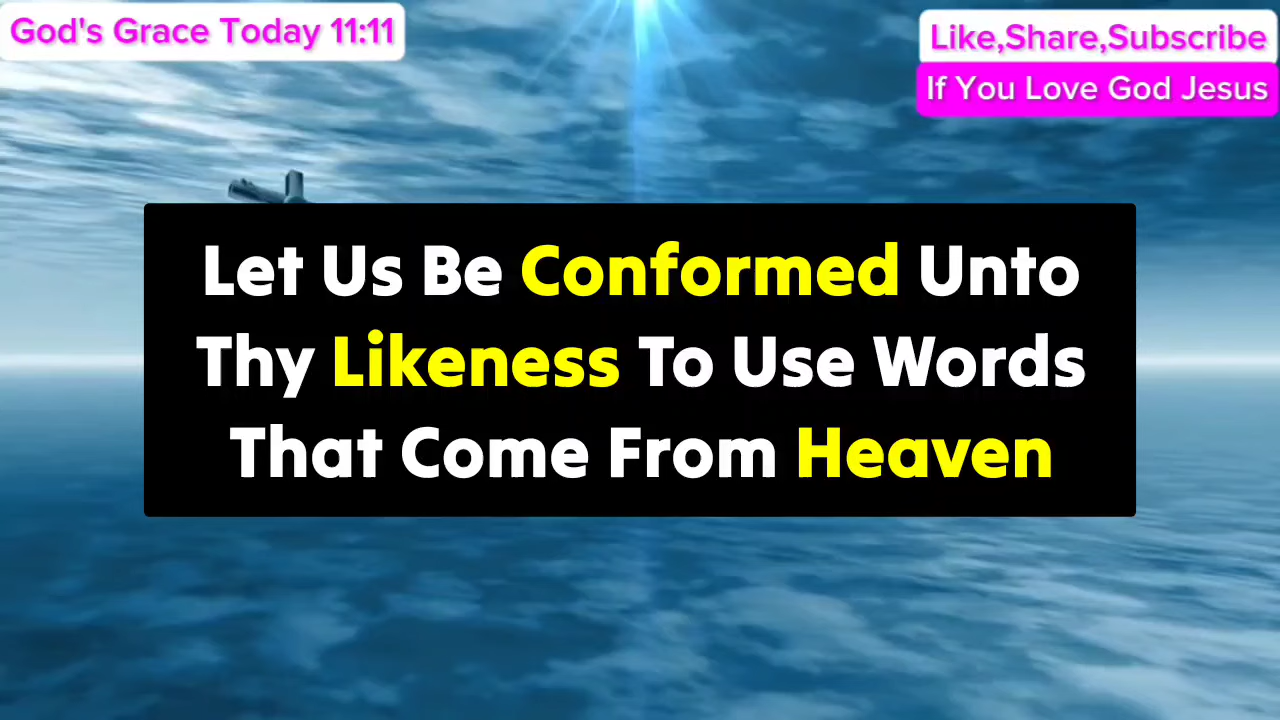 God's Grace Today 11:11
Like,Share,Subscribe
If You Love God Jesus
Let Us Be Conformed Unto
Thy Likeness To Use Words
That Come From Heaven